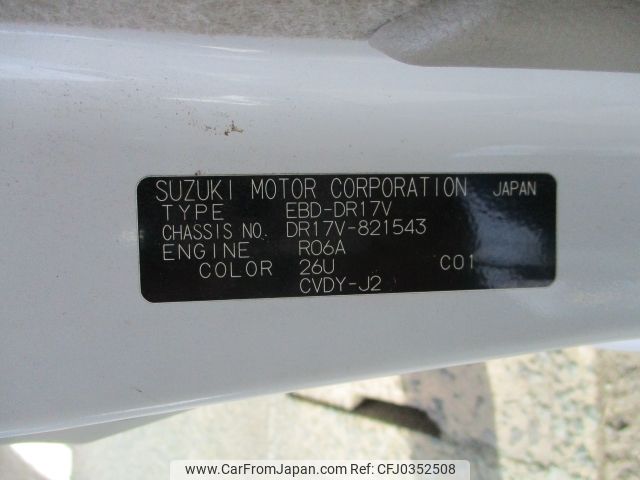 SUZUKI MOTOR CORPORATION JAPAN
TYPE EBD-DR17V
CHASSIS NO. DR17V-821543
ENGINE R06A
COLOR 26U C01
CVDY-J2
www.CarFromJapan.com CFJ-REF: CFJ0352508